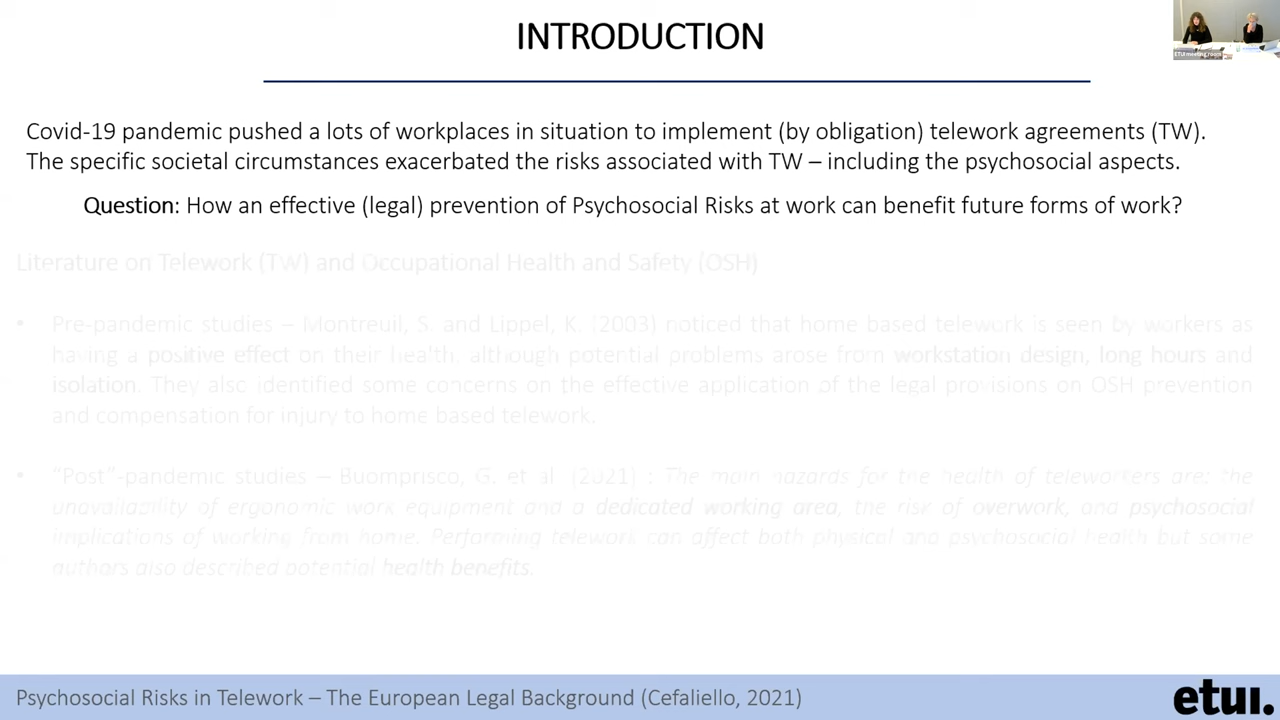 INTRODUCTION
Covid-19 pandemic pushed a lots of workplaces in situation to implement (by obligation) telework agreements (TW).
The specific societal circumstances exacerbated the risks associated with TW – including the psychosocial aspects.
Question: How an effective (legal) prevention of Psychosocial Risks at work can benefit future forms of work?
Literature on Telework (TW) and Occupational Health and Safety (OSH)
• Pre-pandemic studies – Montreuil, S. and Lippel, K. (2003) noticed that home based telework is seen by workers as
having a positive effect on their health, although potential problems arose from workstation design, long hours and
isolation. They also identified some concerns on the effective application of the legal provisions on OSH prevention
and compensation for injury to home based telework.
• “Post”-pandemic studies – Buomprisco, G. et al (2021) : The main hazards for the health of teleworkers are: the
unavailability of ergonomic work equipment and a dedicated working area, the risk of overwork, and psychosocial
implications of working from home. Performing telework can affect both physical and psychosocial health but some
authors also described potential health benefits.
Psychosocial Risks in Telework – The European Legal Background (Cefaliello, 2021)
etui.
ETUI meeting room